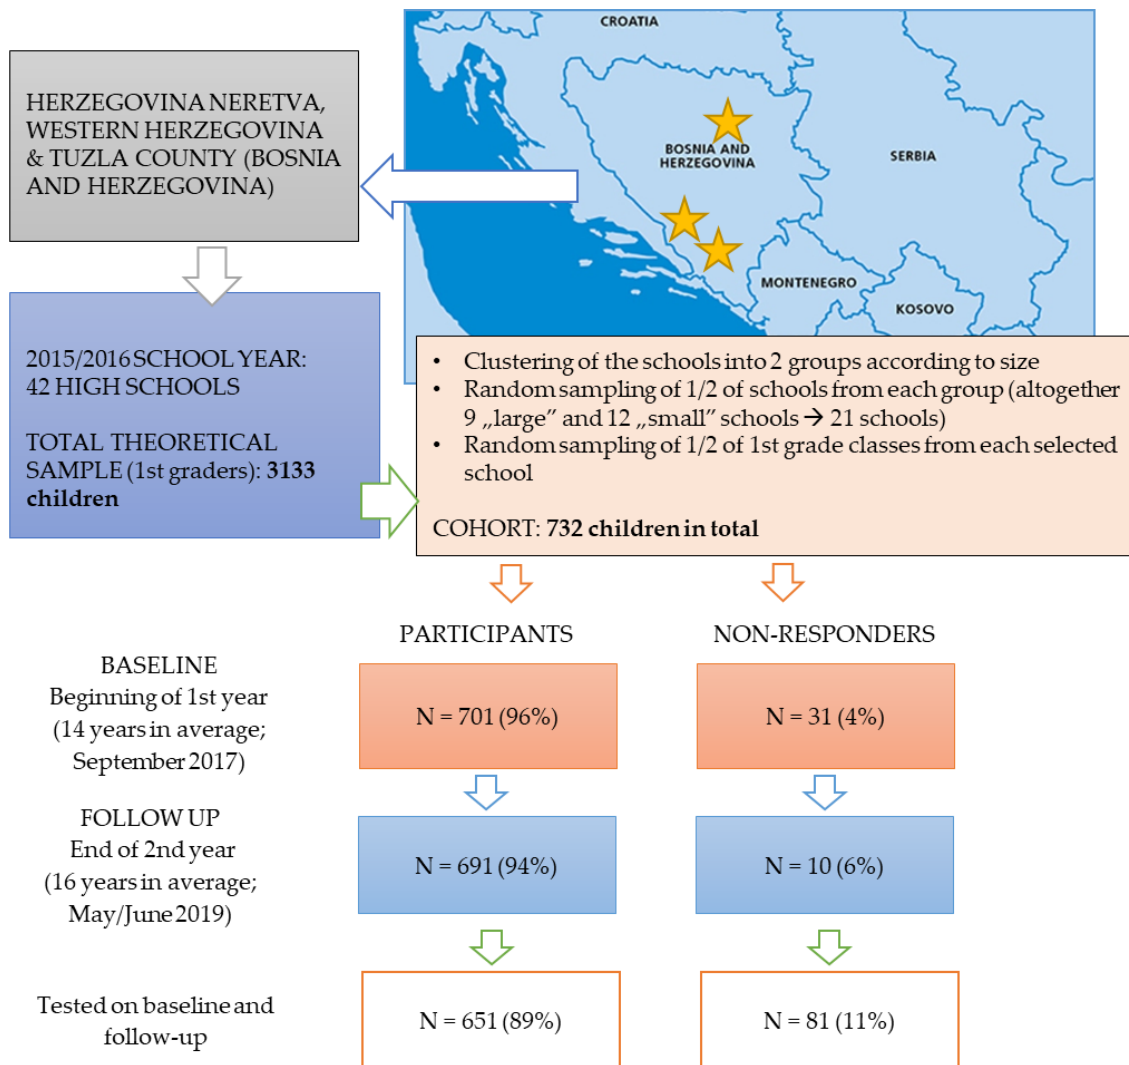 CROATIA
BOSNIA AND
HERZEGOVINA
SERBIA
MONTENEGRO
KOSOVO
HERZEGOVINA NERETVA,
WESTERN HERZEGOVINA
& TUZLA COUNTY (BOSNIA
AND HERZEGOVINA)
2015/2016 SCHOOL YEAR:
42 HIGH SCHOOLS
TOTAL THEORETICAL
SAMPLE (1st graders): 3133
children
• Clustering of the schools into 2 groups according to size
• Random sampling of 1/2 of schools from each group (altogether
9 „large” and 12 „small” schools → 21 schools)
• Random sampling of 1/2 of 1st grade classes from each selected
school
COHORT: 732 children in total
PARTICIPANTS
NON-RESPONDERS
BASELINE
Beginning of 1st year
(14 years in average;
September 2017)
N = 701 (96%)
N = 31 (4%)
FOLLOW UP
End of 2nd year
(16 years in average;
May/June 2019)
N = 691 (94%)
N = 10 (6%)
Tested on baseline and
follow-up
N = 651 (89%)
N = 81 (11%)